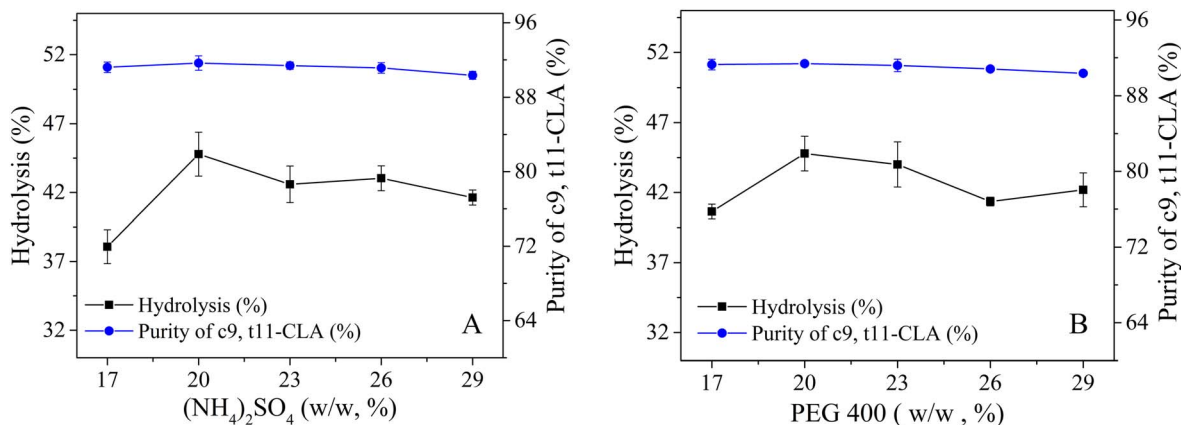 52
47
42
37
32
Hydrolysis (%)
96
88
80
72
64
Purity of c9, t11-CLA (%)
Hydrolysis (%)
Purity of c9, t11-CLA (%)
A
17 20 23 26 29
(NH₄)₂SO₄ (w/w, %)
52
47
42
37
32
Hydrolysis (%)
96
88
80
72
64
Purity of c9, t11-CLA (%)
Hydrolysis (%)
Purity of c9, t11-CLA (%)
B
17 20 23 26 29
PEG 400 ( w/w , %)